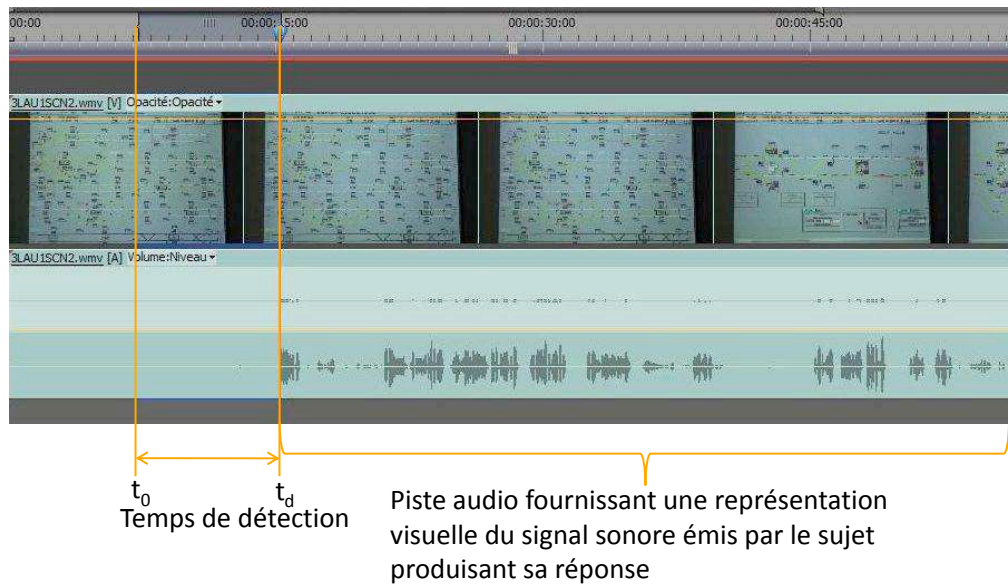 00:00 00:00:15:00 00:00:30:00 00:00:45:00
3LAU1SCN2.wmv [V] Opacité:Opacité
3LAU1SCN2.wmv [A] Volume:Niveau
t0 td
Temps de détection
Piste audio fournissant une représentation
visuelle du signal sonore émis par le sujet
produisant sa réponse